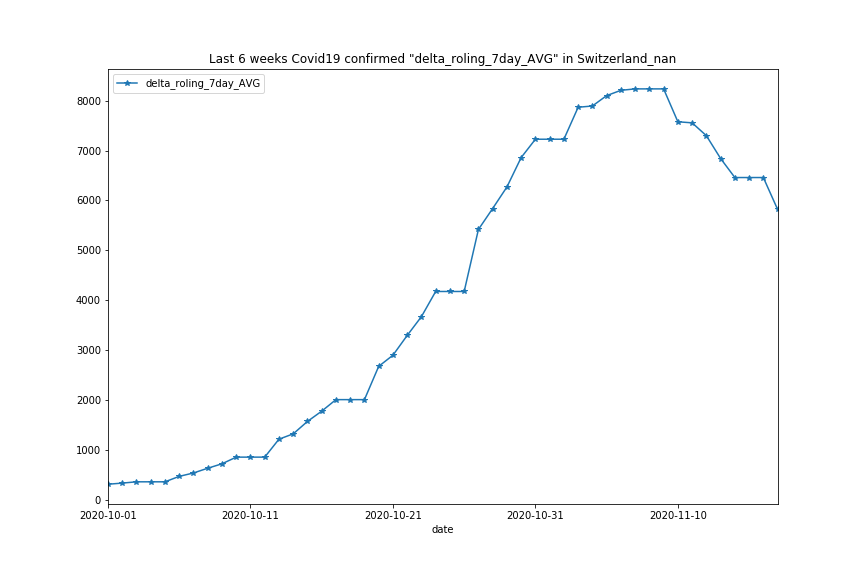 Last 6 weeks Covid19 confirmed "delta_roling_7day_AVG" in Switzerland_nan
delta_roling_7day_AVG
8000
7000
6000
5000
4000
3000
2000
1000
0
2020-10-01 2020-10-11 2020-10-21 2020-10-31 2020-11-10
date